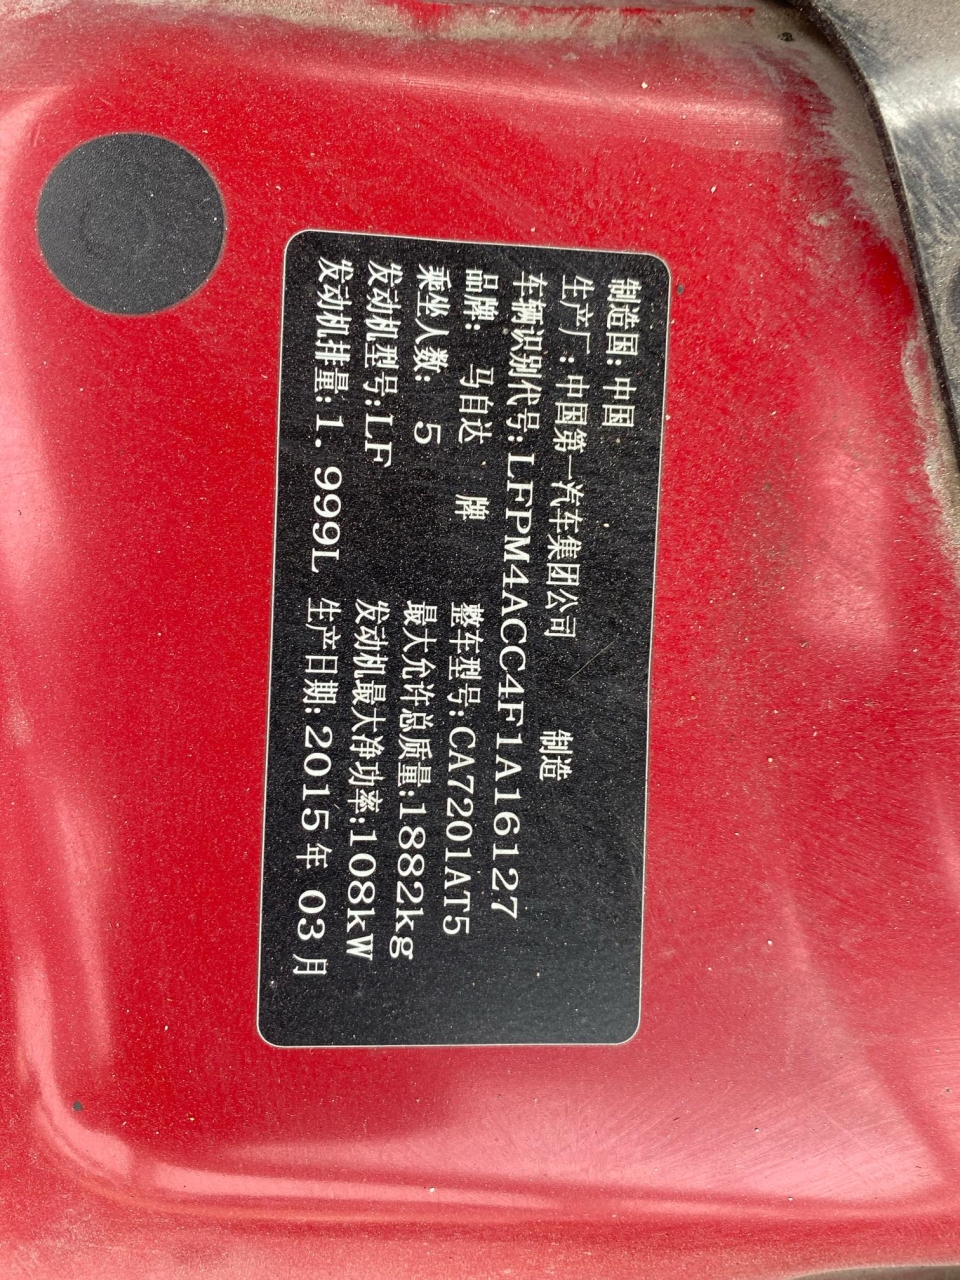 制造国: 中国
生产厂: 中国第一汽车集团公司 制造
车辆识别代号: LFPM4ACC4F1A16127
品牌: 马自达 牌 整车型号: CA7201AT5
乘坐人数: 5 最大允许总质量: 1882kg
发动机型号: LF 发动机最大净功率: 108kW
发动机排量: 1.999L 生产日期: 2015年 03月